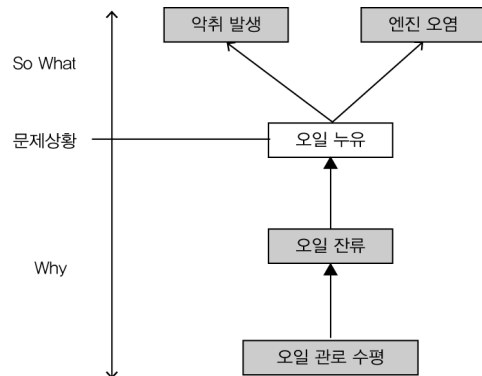 악취 발생
엔진 오염
So What
문제상황
오일 누유
오일 잔류
Why
오일 관로 수평